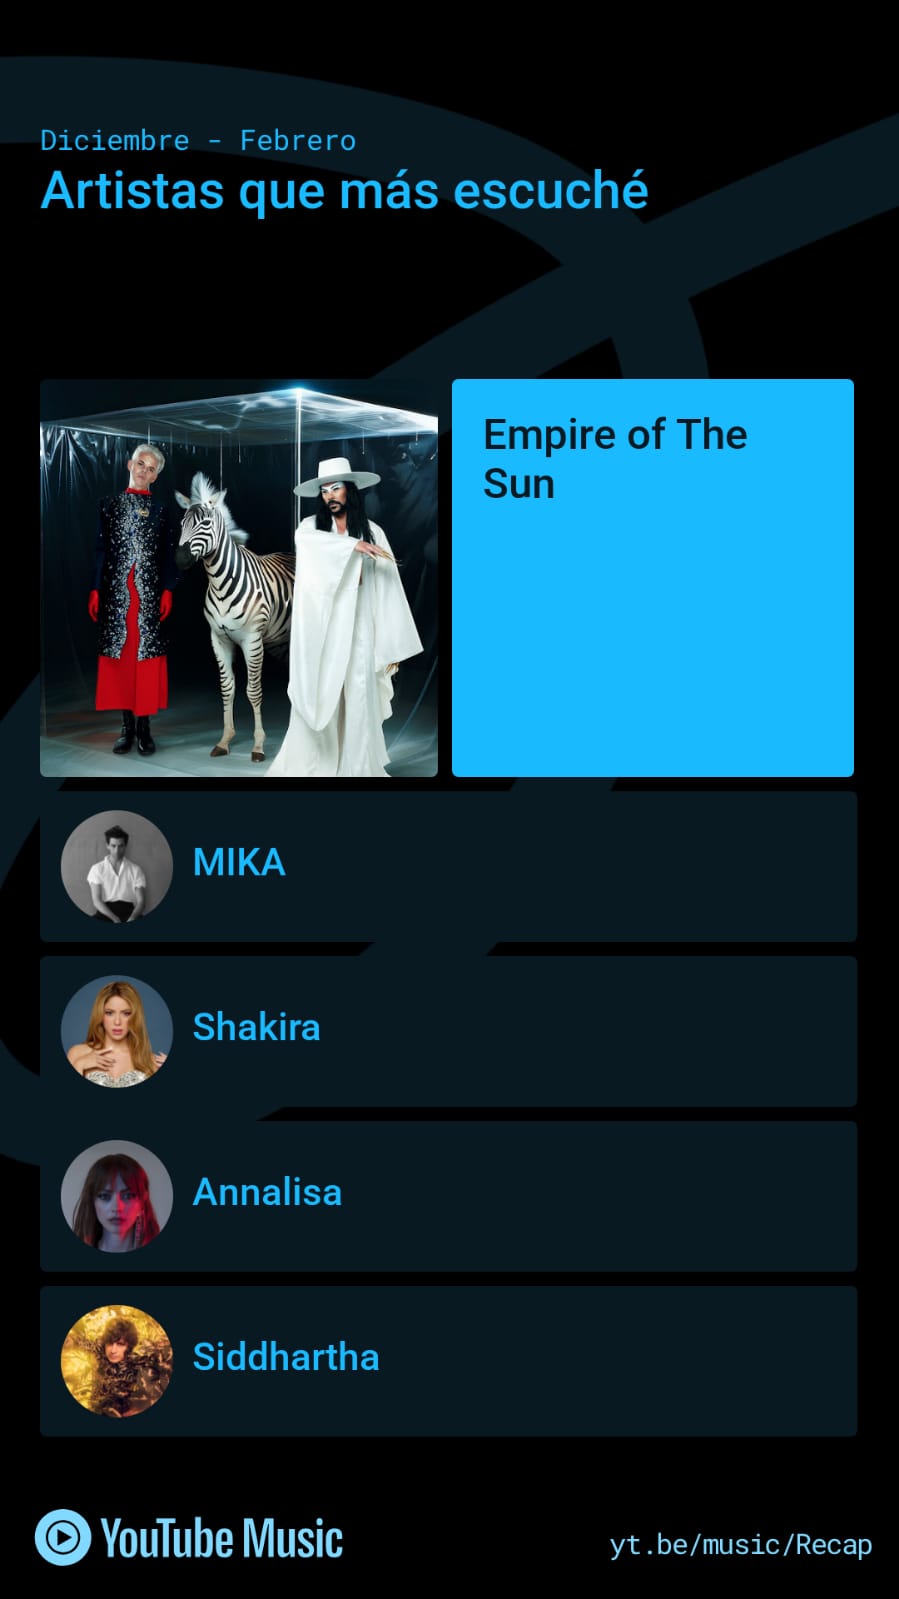 Diciembre - Febrero
Artistas que más escuché
Empire of The
Sun
MIKA
Shakira
Annalisa
Siddhartha
YouTube Music
yt.be/music/Recap